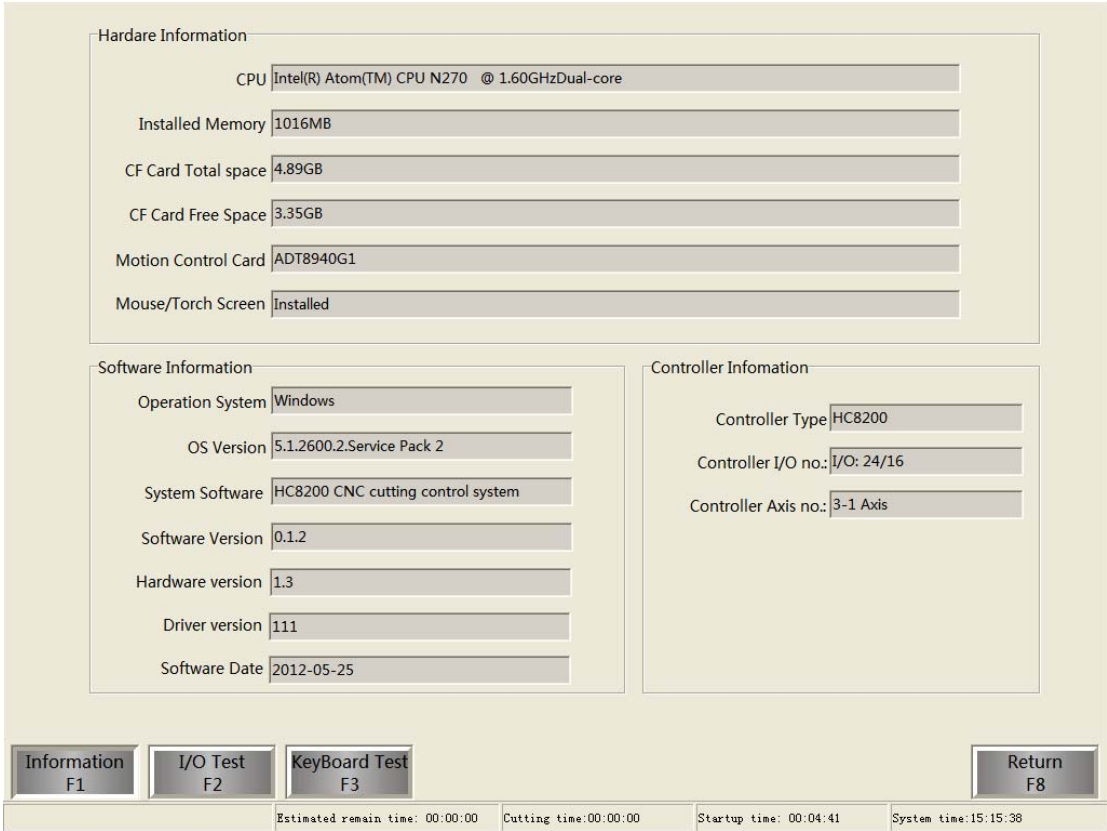 Hardare Information
CPU Intel(R) Atom(TM) CPU N270 @ 1.60GHzDual-core
Installed Memory 1016MB
CF Card Total space 4.89GB
CF Card Free Space 3.35GB
Motion Control Card ADT8940G1
Mouse/Torch Screen Installed
Software Information
Operation System Windows
OS Version 5.1.2600.2.Service Pack 2
System Software HC8200 CNC cutting control system
Software Version 0.1.2
Hardware version 1.3
Driver version 111
Software Date 2012-05-25
Controller Infomation
Controller Type HC8200
Controller I/O no.: I/O: 24/16
Controller Axis no.: 3-1 Axis
Information
F1
I/O Test
F2
KeyBoard Test
F3
Return
F8
Estimated remain time: 00:00:00 Cutting time:00:00:00 Startup time: 00:04:41 System time:15:15:38